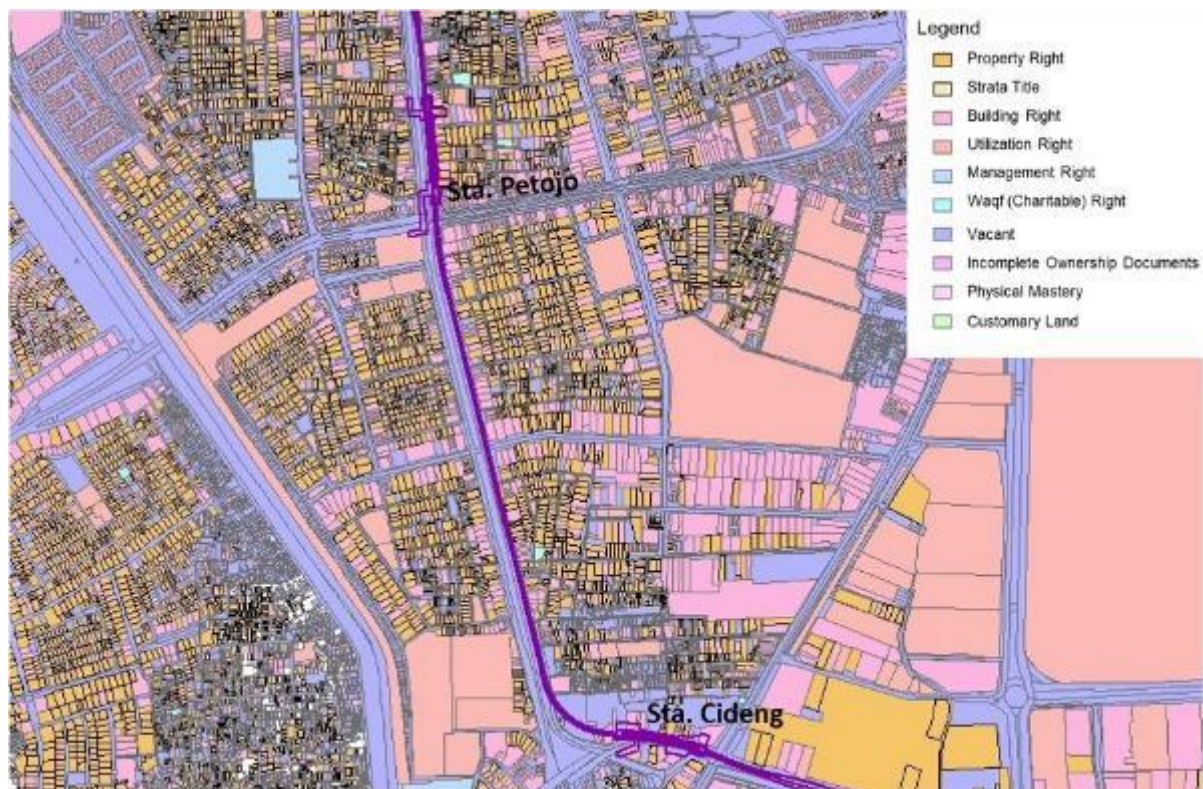 Legend
Property Right
Strata Title
Building Right
Utilization Right
Management Right
Waqf (Charitable) Right
Vacant
Incomplete Ownership Documents
Physical Mastery
Customary Land
Sta. Petojo
Sta. Cideng